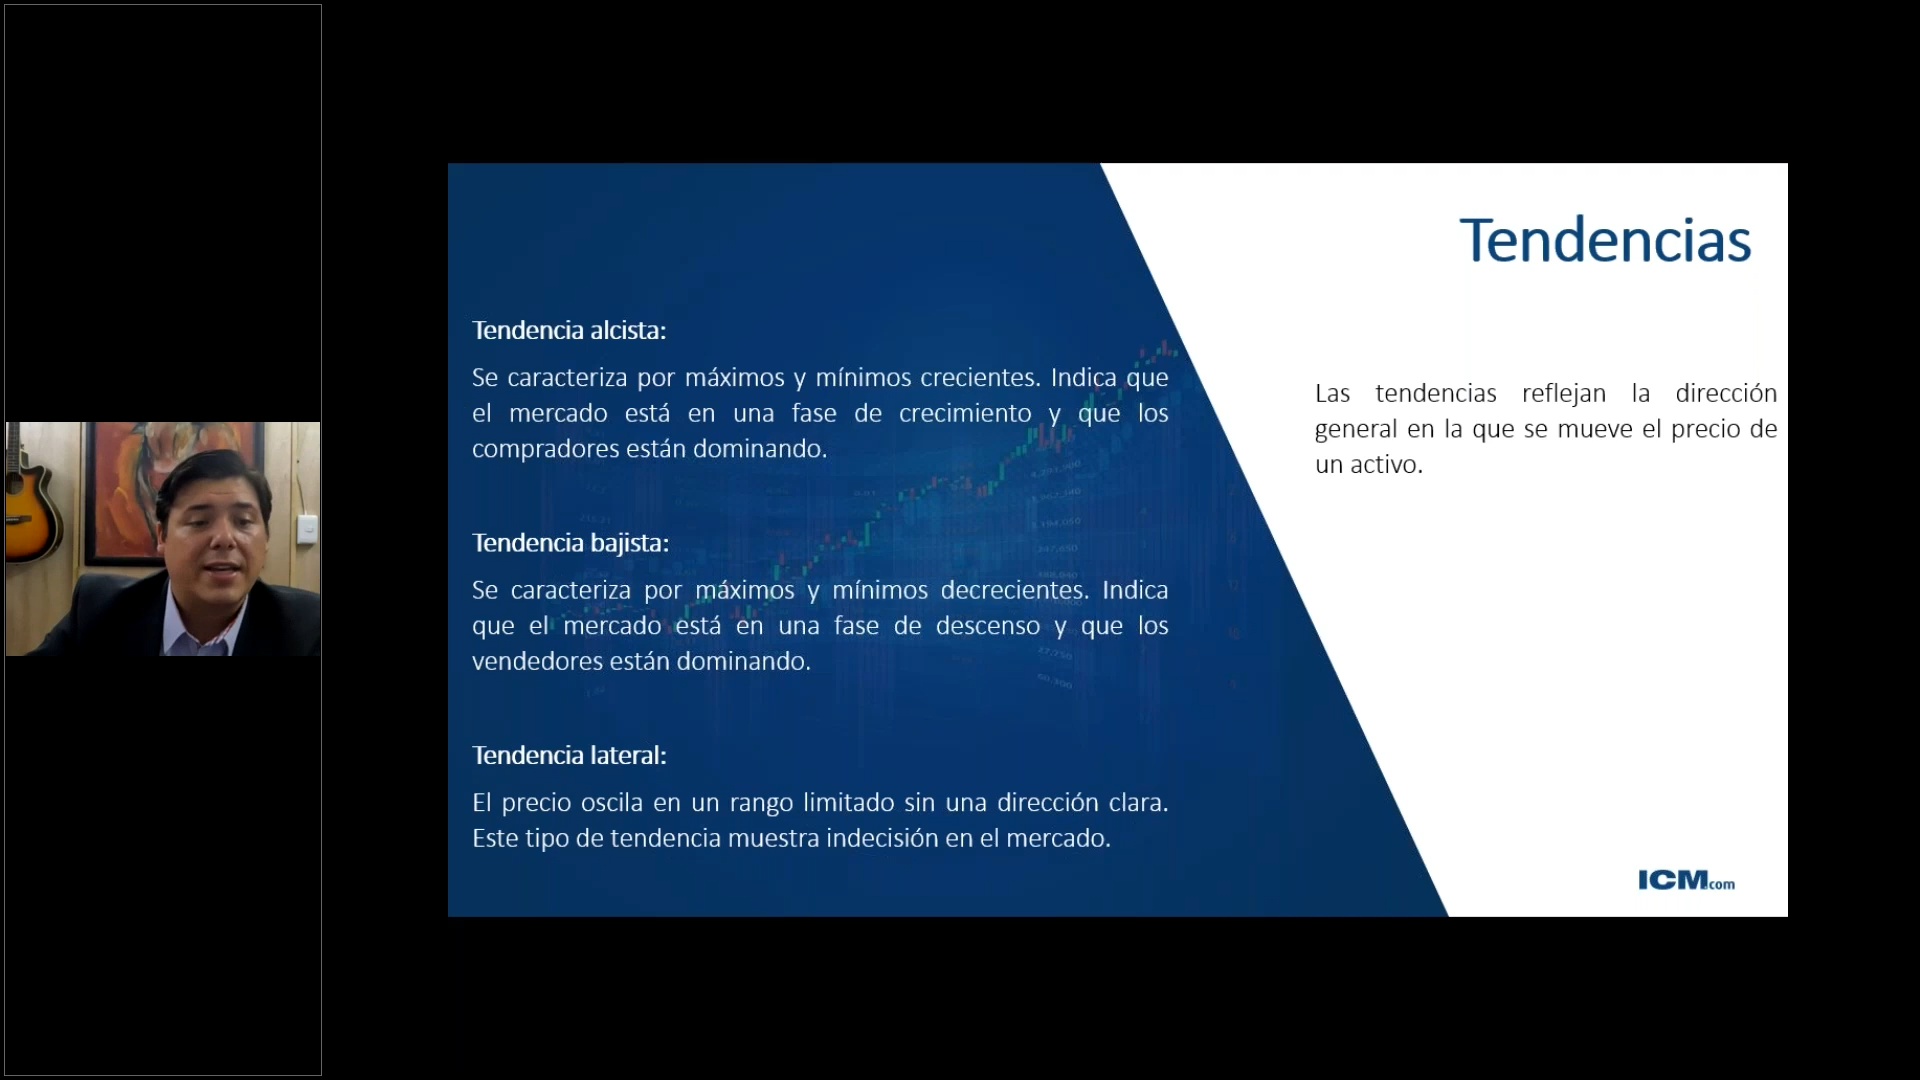 Tendencias
Tendencia alcista:
Se caracteriza por máximos y mínimos crecientes. Indica que
el mercado está en una fase de crecimiento y que los
compradores están dominando.
Tendencia bajista:
Se caracteriza por máximos y mínimos decrecientes. Indica
que el mercado está en una fase de descenso y que los
vendedores están dominando.
Tendencia lateral:
El precio oscila en un rango limitado sin una dirección clara.
Este tipo de tendencia muestra indecisión en el mercado.
Las tendencias reflejan la dirección
general en la que se mueve el precio de
un activo.
ICM.com